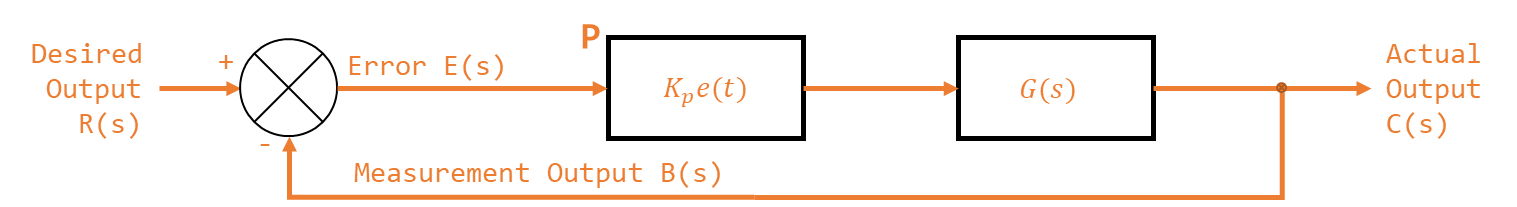 Desired
Output
R(s)
+
-
Error E(s)
P
K_p e(t)
G(s)
Actual
Output
C(s)
Measurement Output B(s)